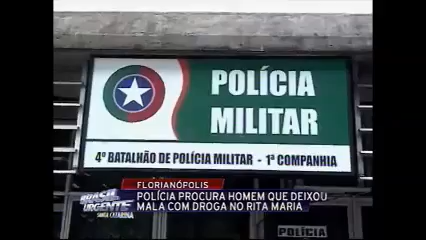 POLÍCIA
MILITAR
4º BATALHÃO DE POLÍCIA MILITAR - 1ª COMPANHIA
FLORIANÓPOLIS
POLÍCIA PROCURA HOMEM QUE DEIXOU
MALA COM DROGA NO RITA MARIA
URGENTE
SANTA CATARINA
POLÍCIA